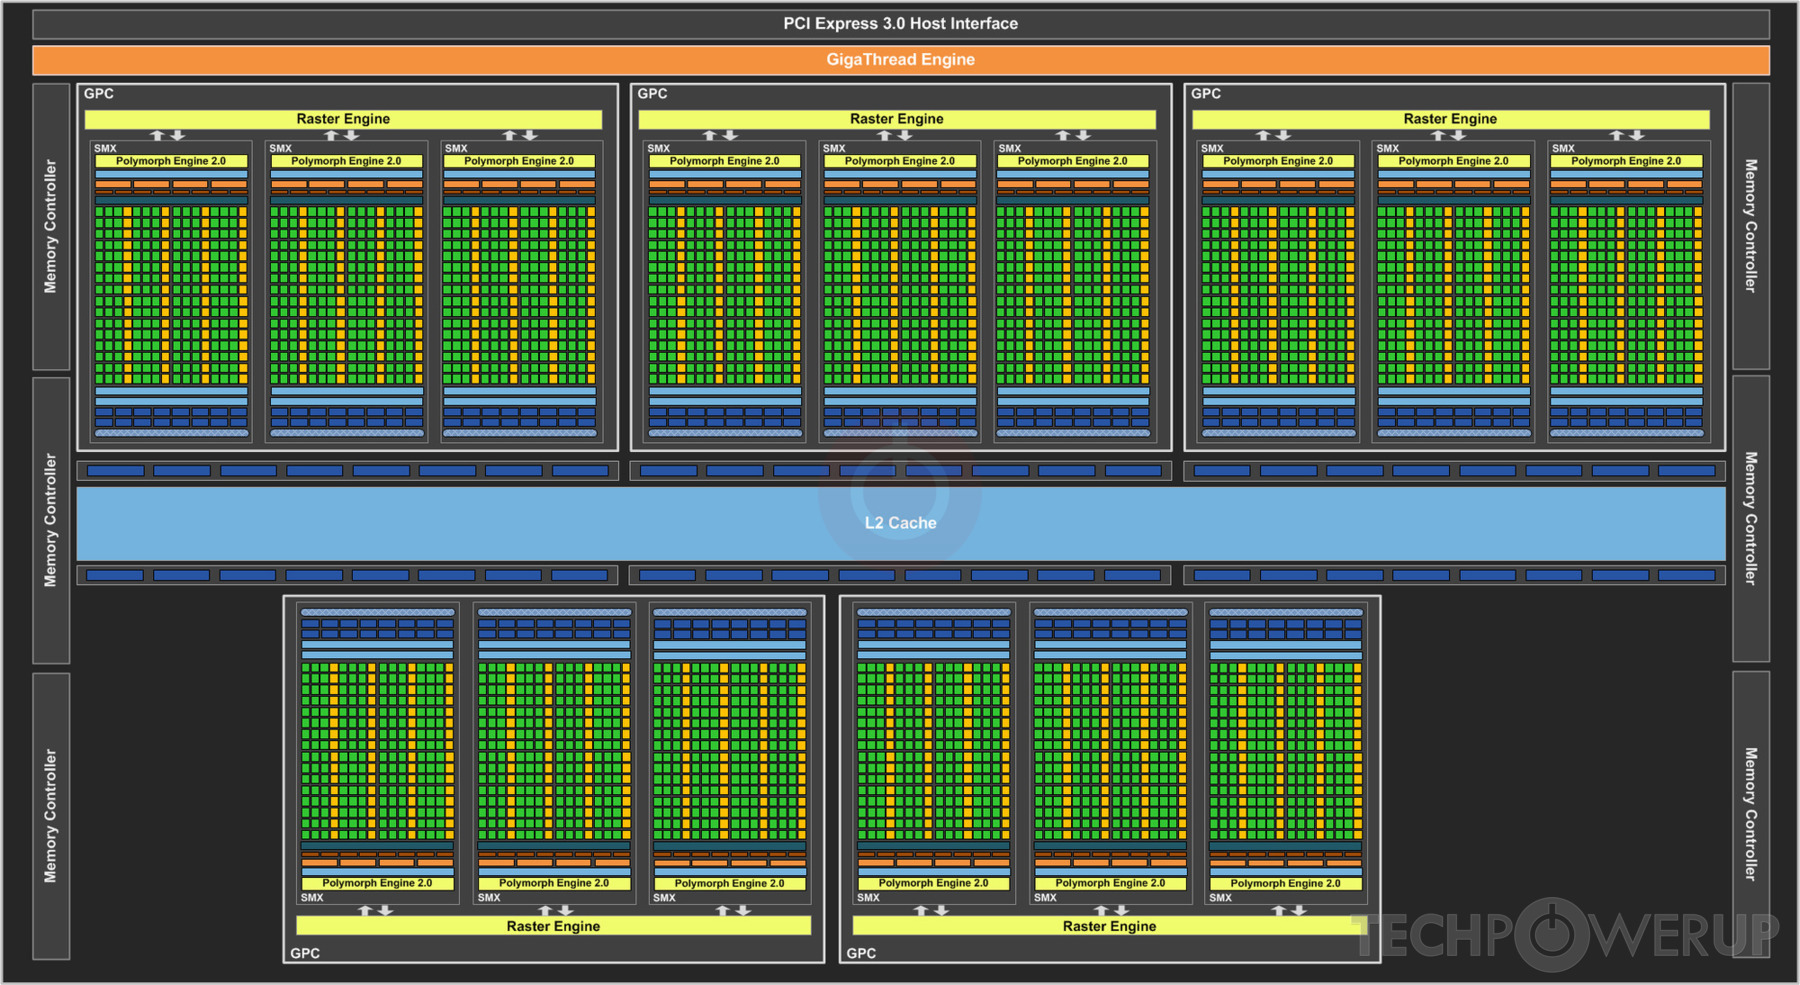 PCI Express 3.0 Host Interface
GigaThread Engine
Memory Controller
GPC
Raster Engine
SMX
Polymorph Engine 2.0
SMX
Polymorph Engine 2.0
SMX
Polymorph Engine 2.0
GPC
Raster Engine
SMX
Polymorph Engine 2.0
SMX
Polymorph Engine 2.0
SMX
Polymorph Engine 2.0
GPC
Raster Engine
SMX
Polymorph Engine 2.0
SMX
Polymorph Engine 2.0
SMX
Polymorph Engine 2.0
Memory Controller
Memory Controller
L2 Cache
Memory Controller
Memory Controller
Polymorph Engine 2.0
SMX
Polymorph Engine 2.0
SMX
Polymorph Engine 2.0
SMX
Raster Engine
GPC
Polymorph Engine 2.0
SMX
Polymorph Engine 2.0
SMX
Polymorph Engine 2.0
SMX
Raster Engine
GPC
Memory Controller
TECHPOWERUP